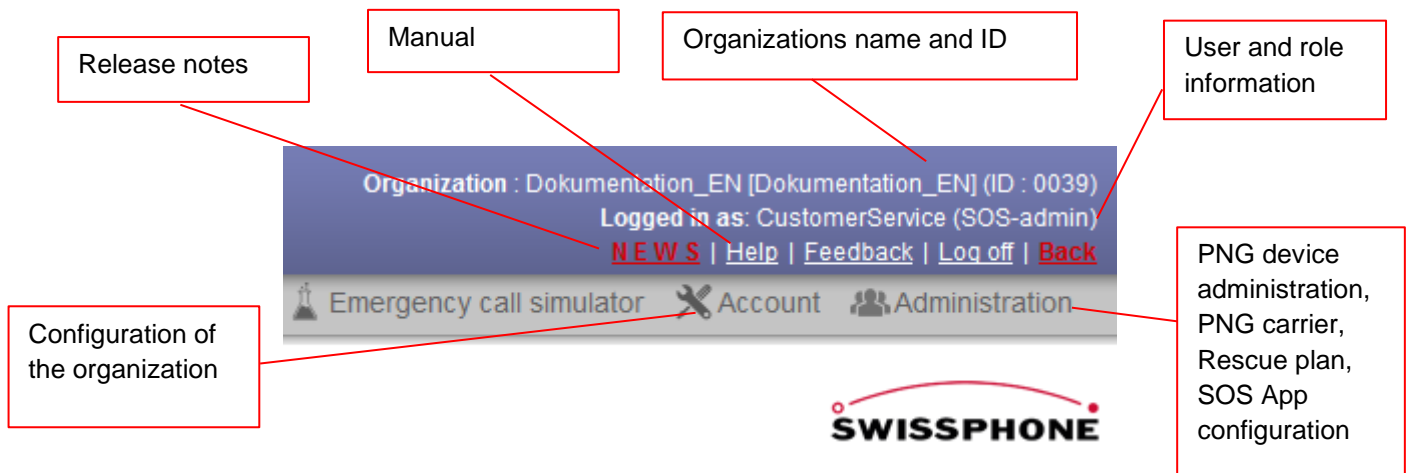 Release notes
Manual
Organizations name and ID
User and role
information
Organization : Dokumentation_EN [Dokumentation_EN] (ID : 0039)
Logged in as: CustomerService (SOS-admin)
N E W S | Help | Feedback | Log off | Back
Emergency call simulator Account Administration
Configuration of
the organization
PNG device
administration,
PNG carrier,
Rescue plan,
SOS App
configuration
SWISSPHONE